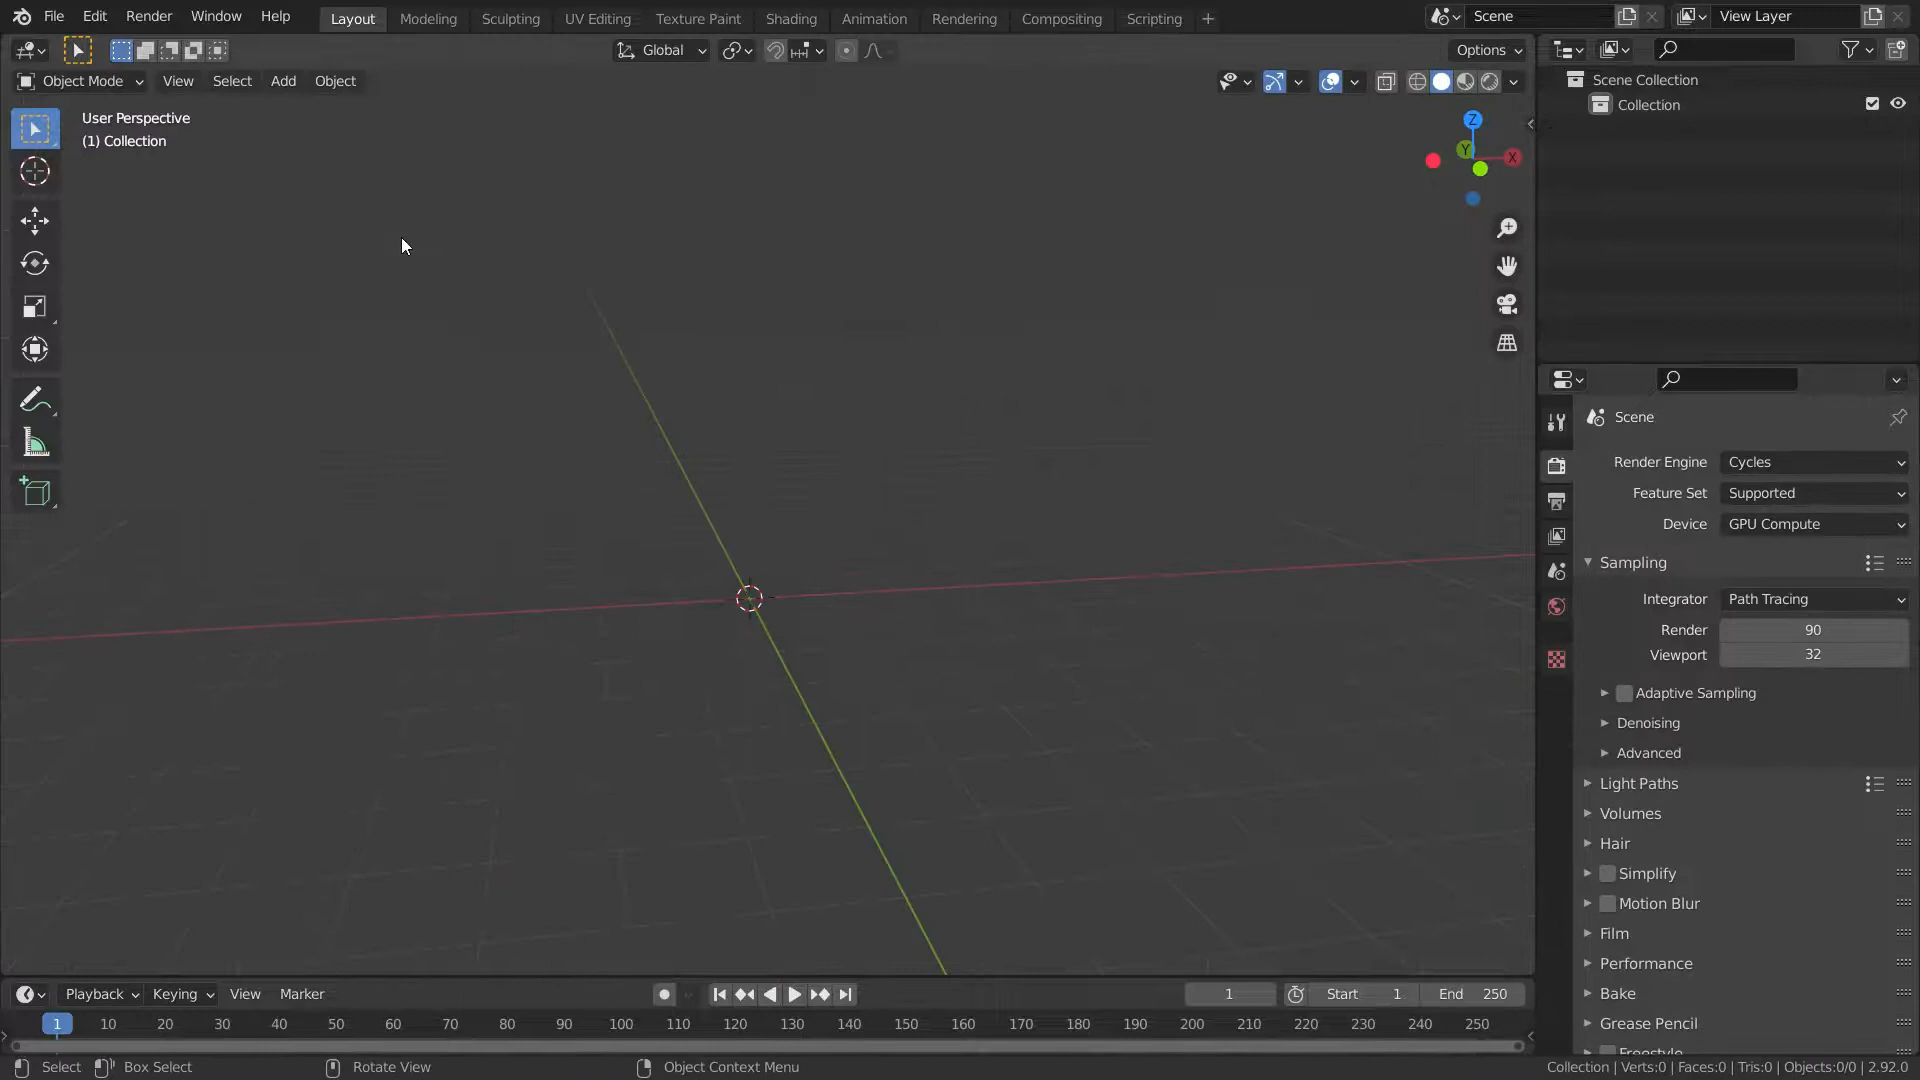 File Edit Render Window Help Layout Modeling Sculpting UV Editing Texture Paint Shading Animation Rendering Compositing Scripting + Scene View Layer
Global Options
Object Mode View Select Add Object
User Perspective
(1) Collection
Z
Y X
Scene Collection
Collection
Scene
Render Engine Cycles
Feature Set Supported
Device GPU Compute
Sampling
Integrator Path Tracing
Render 90
Viewport 32
Adaptive Sampling
Denoising
Advanced
Light Paths
Volumes
Hair
Simplify
Motion Blur
Film
Performance
Bake
Grease Pencil
Freestyle
Playback Keying View Marker 1 Start 1 End 250
1 10 20 30 40 50 60 70 80 90 100 110 120 130 140 150 160 170 180 190 200 210 220 230 240 250
Select Box Select Rotate View Object Context Menu Collection | Verts:0 | Faces:0 | Tris:0 | Objects:0/0 | 2.92.0